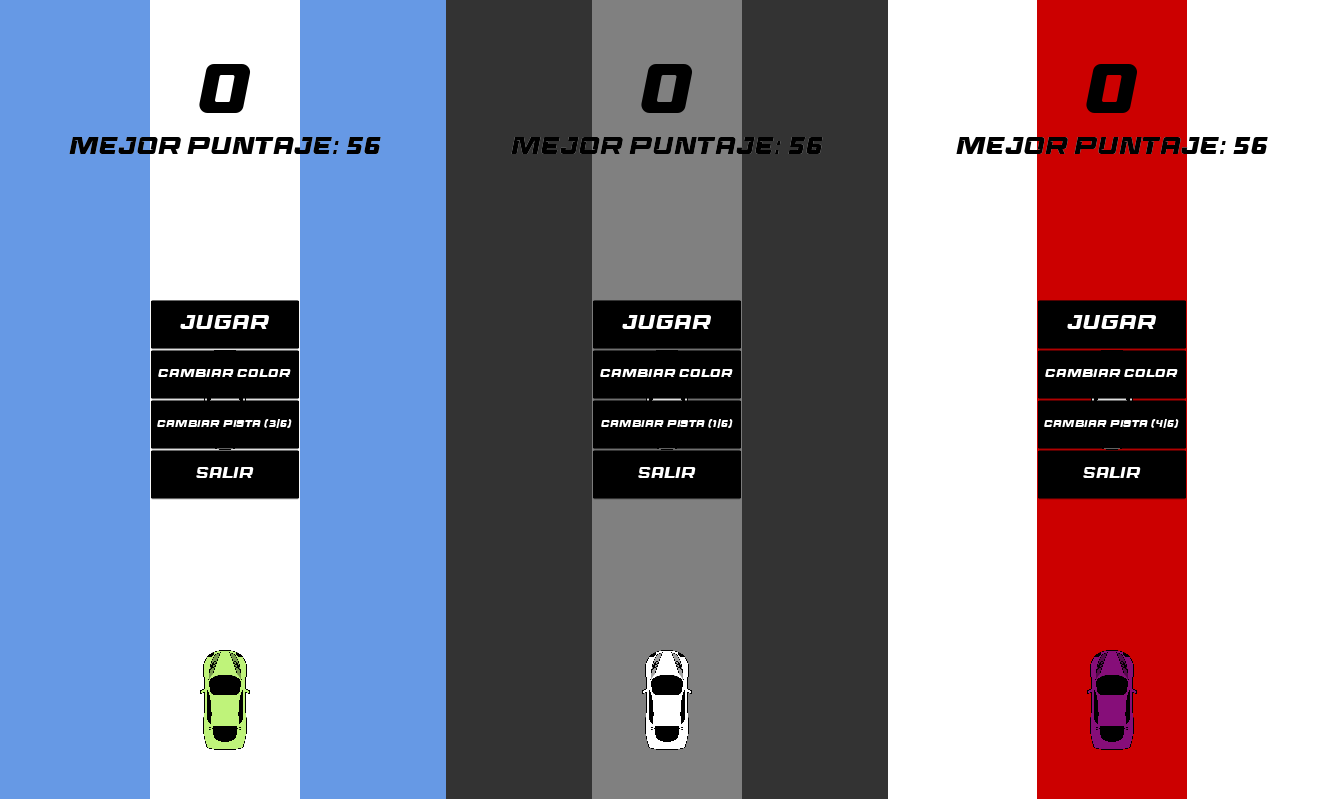 0
MEJOR PUNTAJE: 56
JUGAR
CAMBIAR COLOR
CAMBIAR PISTA (3/6)
SALIR
0
MEJOR PUNTAJE: 56
JUGAR
CAMBIAR COLOR
CAMBIAR PISTA (1/6)
SALIR
0
MEJOR PUNTAJE: 56
JUGAR
CAMBIAR COLOR
CAMBIAR PISTA (4/6)
SALIR